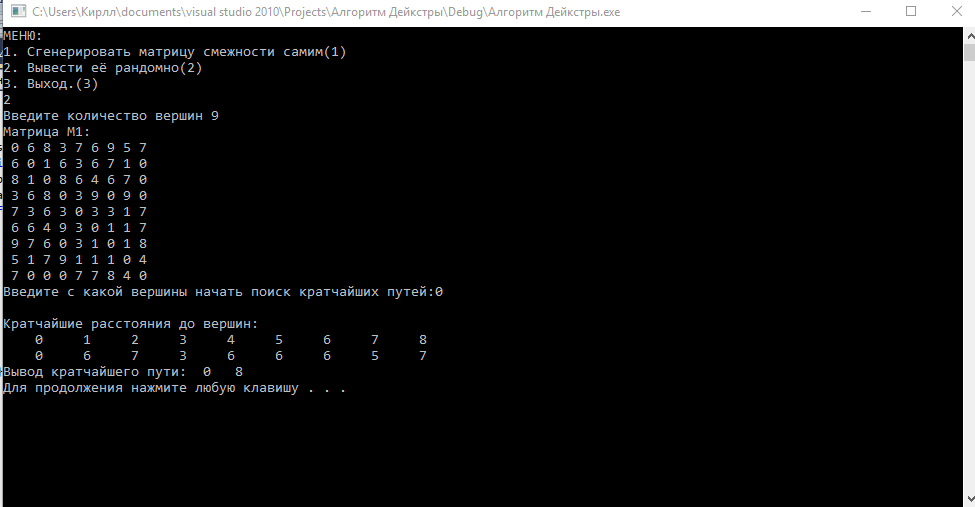 C:\Users\Кирлл\documents\visual studio 2010\Projects\Алгоритм Дейкстры\Debug\Алгоритм Дейкстры.exe
МЕНЮ:
1. Сгенерировать матрицу смежности самим(1)
2. Вывести её рандомно(2)
3. Выход.(3)
2
Введите количество вершин 9
Матрица M1:
0 6 8 3 7 6 9 5 7
6 0 1 6 3 6 7 1 0
8 1 0 8 6 4 6 7 0
3 6 8 0 3 9 0 9 0
7 3 6 3 0 3 3 1 7
6 6 4 9 3 0 1 1 7
9 7 6 0 3 1 0 1 8
5 1 7 9 1 1 1 0 4
7 0 0 0 7 7 8 4 0
Введите с какой вершины начать поиск кратчайших путей:0
Кратчайшие расстояния до вершин:
0 1 2 3 4 5 6 7 8
0 6 7 3 6 6 6 5 7
Вывод кратчайшего пути: 0 8
Для продолжения нажмите любую клавишу . . .